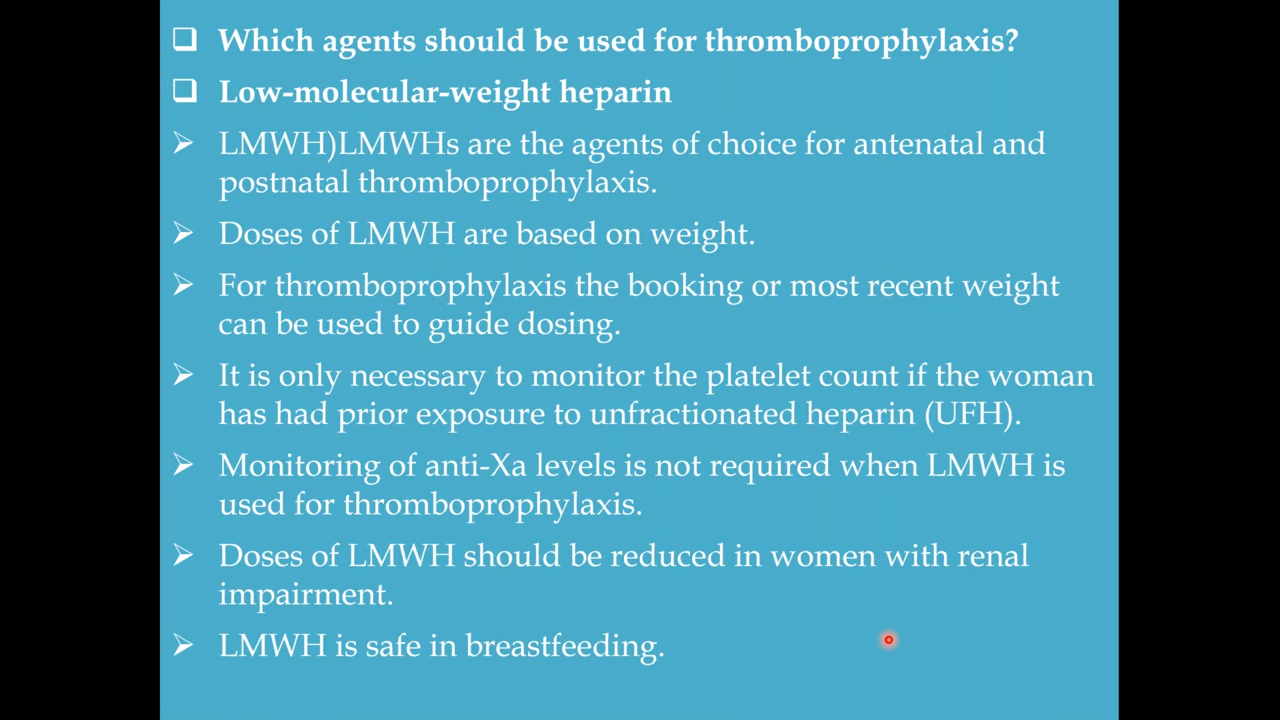 ❑ Which agents should be used for thromboprophylaxis?
❑ Low-molecular-weight heparin
➢ LMWH)LMWHs are the agents of choice for antenatal and
postnatal thromboprophylaxis.
➢ Doses of LMWH are based on weight.
➢ For thromboprophylaxis the booking or most recent weight
can be used to guide dosing.
➢ It is only necessary to monitor the platelet count if the woman
has had prior exposure to unfractionated heparin (UFH).
➢ Monitoring of anti-Xa levels is not required when LMWH is
used for thromboprophylaxis.
➢ Doses of LMWH should be reduced in women with renal
impairment.
➢ LMWH is safe in breastfeeding.